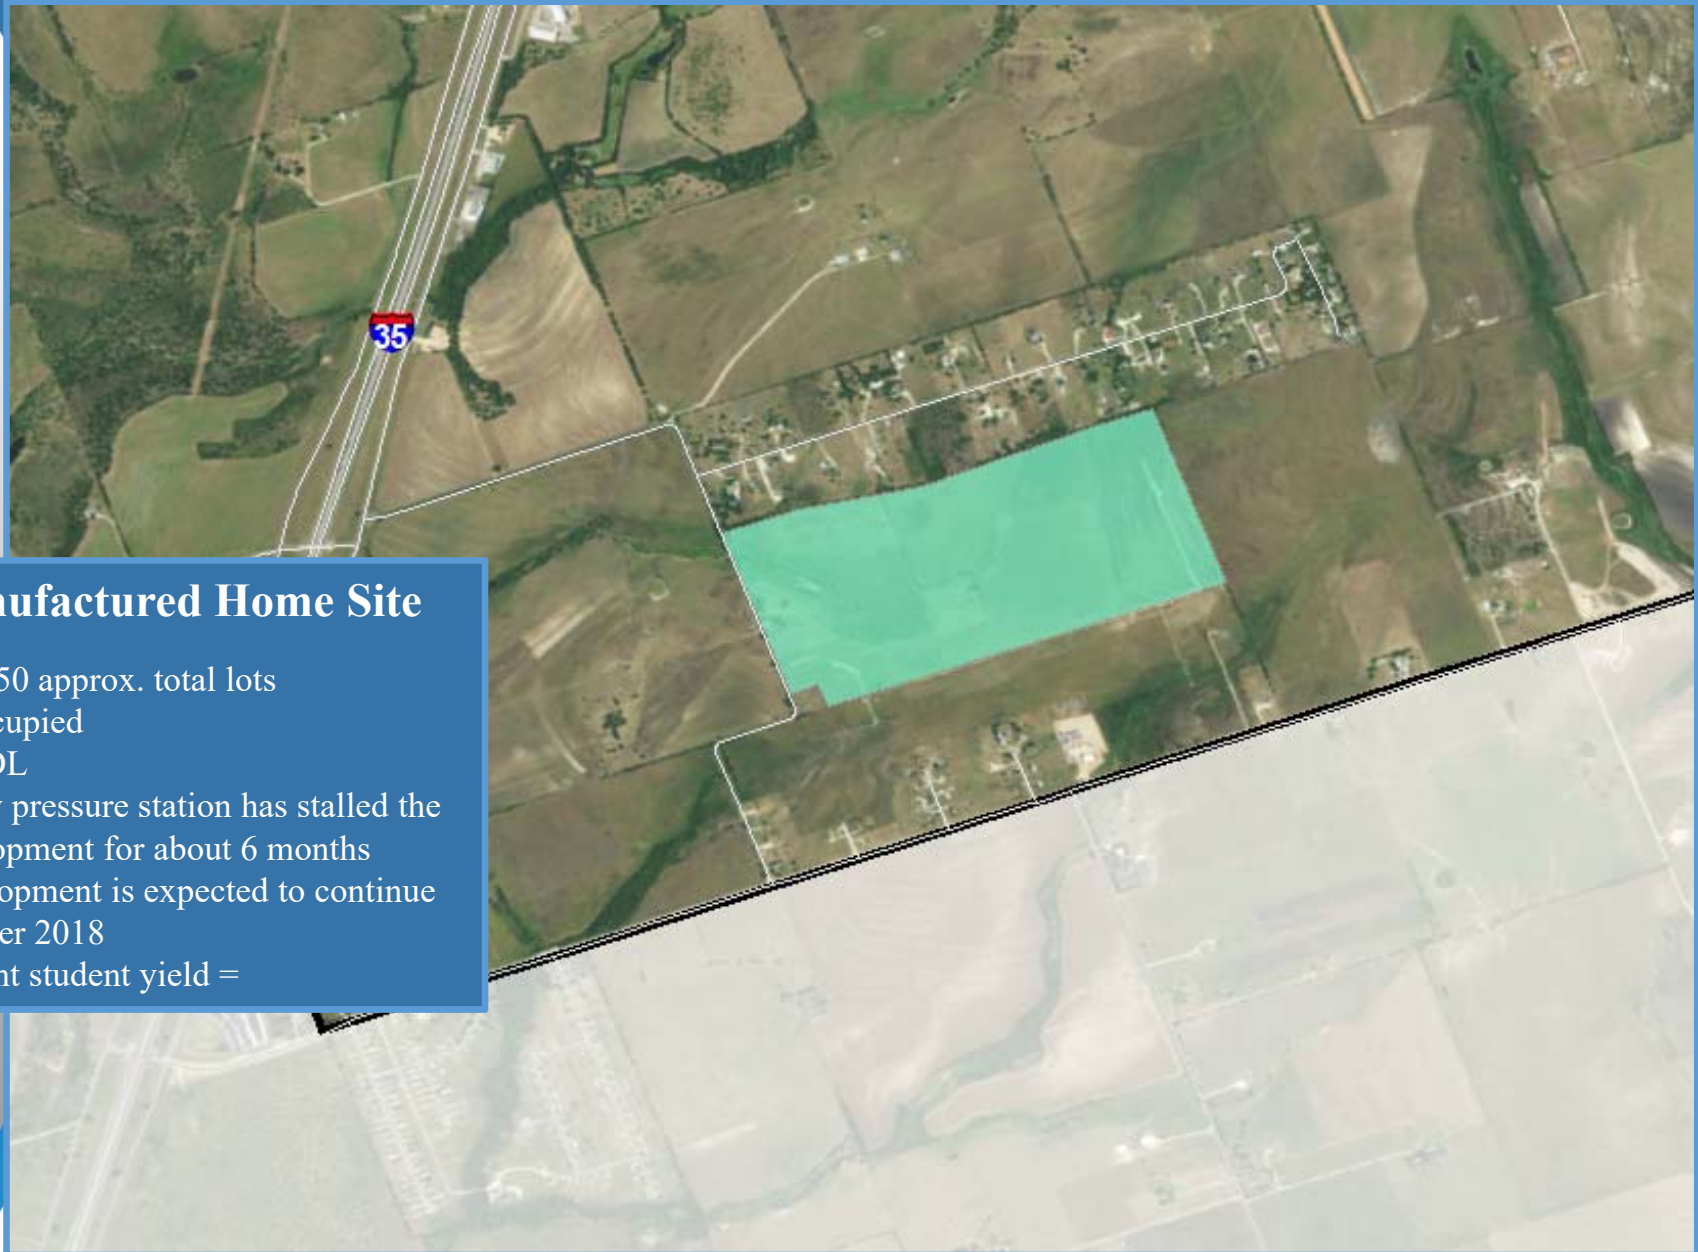 35
nufactured Home Site
50 approx. total lots
cupied
DL
pressure station has stalled the
opment for about 6 months
opment is expected to continue
er 2018
nt student yield =